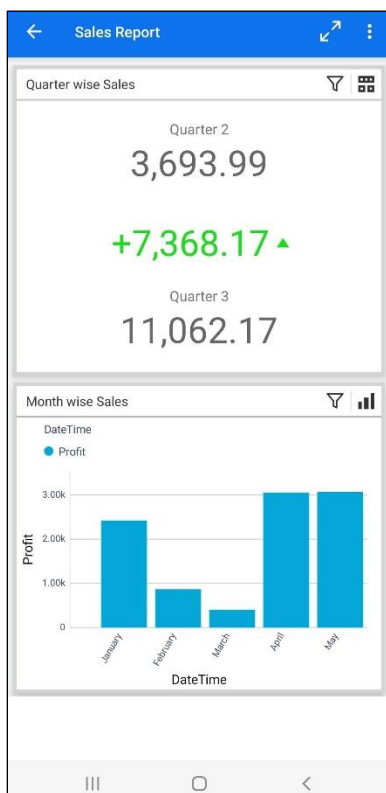 Sales Report
Quarter wise Sales
Quarter 2
3,693.99
+7,368.17
Quarter 3
11,062.17
Month wise Sales
DateTime
Profit
3.00k
2.00k
1.00k
0
Profit
January
February
March
April
May
DateTime